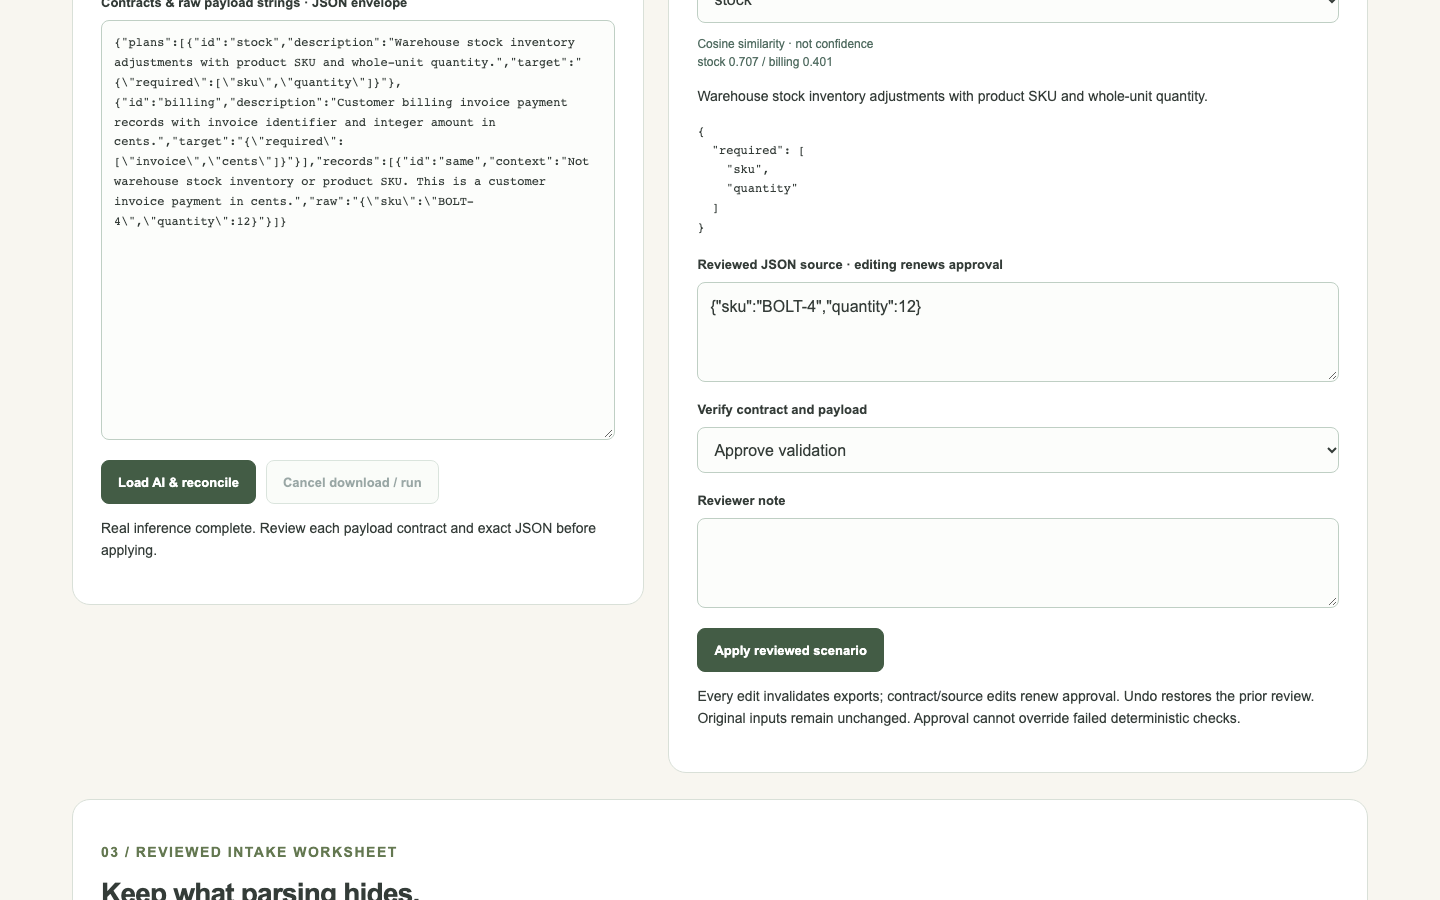 Contracts & raw payload strings · JSON envelope
{"plans":[{"id":"stock","description":"Warehouse stock inventory
adjustments with product SKU and whole-unit quantity.","target":"
{\"required\":[\"sku\",\"quantity\"]}"},
{"id":"billing","description":"Customer billing invoice payment
records with invoice identifier and integer amount in
cents.","target":"{\"required\":
[\"invoice\",\"cents\"]}"}],"records":[{"id":"same","context":"Not
warehouse stock inventory or product SKU. This is a customer
invoice payment in cents.","raw":"{\"sku\":\"BOLT-
4\",\"quantity\":12}"}]}
Load AI & reconcile
Cancel download / run
Real inference complete. Review each payload contract and exact JSON before
applying.
stock
Cosine similarity · not confidence
stock 0.707 / billing 0.401
Warehouse stock inventory adjustments with product SKU and whole-unit quantity.
{
"required": [
"sku",
"quantity"
]
}
Reviewed JSON source · editing renews approval
{"sku":"BOLT-4","quantity":12}
Verify contract and payload
Approve validation
Reviewer note
Apply reviewed scenario
Every edit invalidates exports; contract/source edits renew approval. Undo restores the prior review.
Original inputs remain unchanged. Approval cannot override failed deterministic checks.
03 / REVIEWED INTAKE WORKSHEET
Keep what parsing hides.